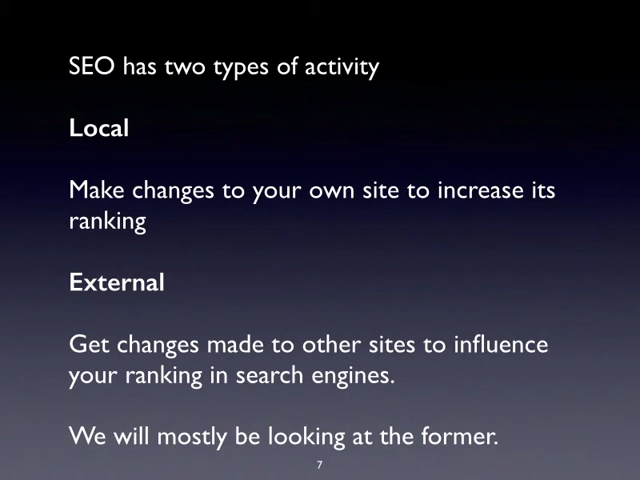 SEO has two types of activity
Local
Make changes to your own site to increase its
ranking
External
Get changes made to other sites to influence
your ranking in search engines.
We will mostly be looking at the former.
7